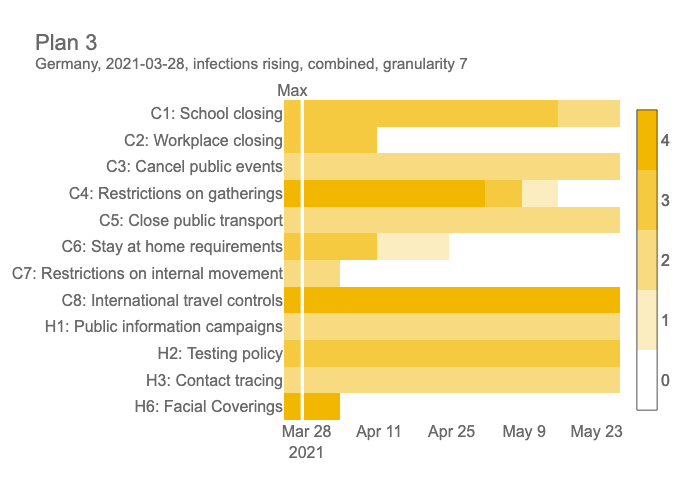 Plan 3
Germany, 2021-03-28, infections rising, combined, granularity 7
Max
C1: School closing
C2: Workplace closing
C3: Cancel public events
C4: Restrictions on gatherings
C5: Close public transport
C6: Stay at home requirements
C7: Restrictions on internal movement
C8: International travel controls
H1: Public information campaigns
H2: Testing policy
H3: Contact tracing
H6: Facial Coverings
Mar 28 Apr 11 Apr 25 May 9 May 23
2021
4
3
2
1
0